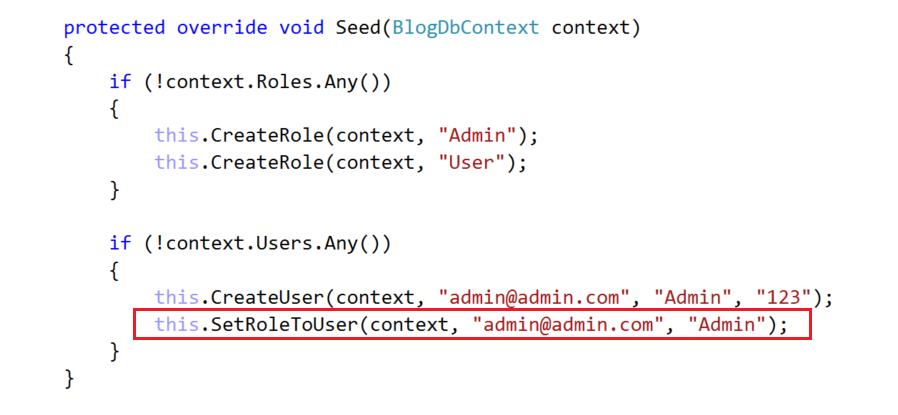 protected override void Seed(BlogDbContext context)
{
    if (!context.Roles.Any())
    {
        this.CreateRole(context, "Admin");
        this.CreateRole(context, "User");
    }

    if (!context.Users.Any())
    {
        this.CreateUser(context, "admin@admin.com", "Admin", "123");
        this.SetRoleToUser(context, "admin@admin.com", "Admin");
    }
}